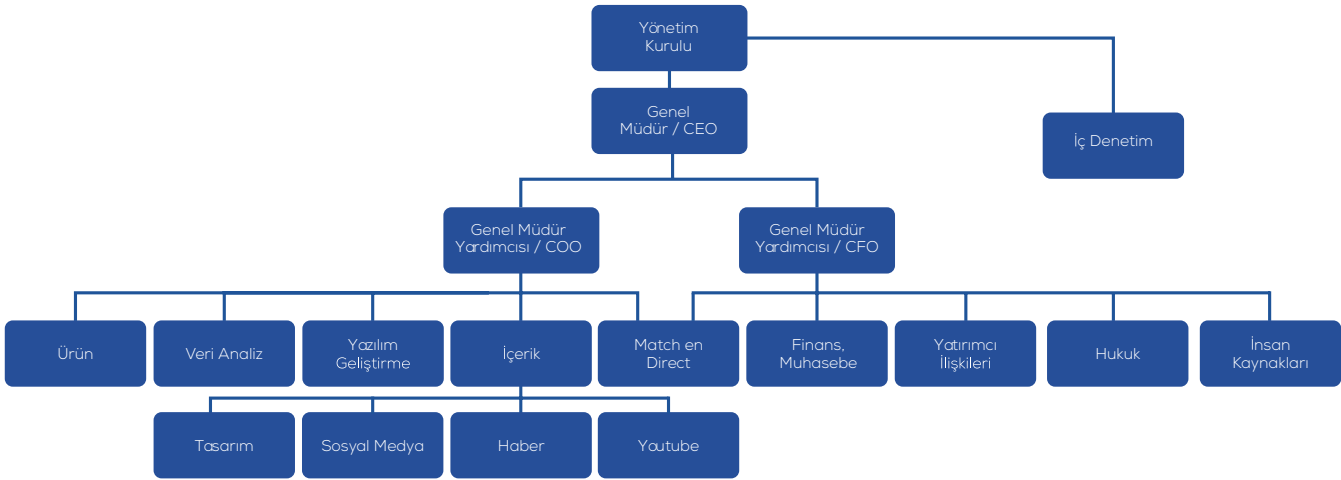 Yönetim
Kurulu
Genel
Müdür / CEO
İç Denetim
Genel Müdür
Yardımcısı / COO
Genel Müdür
Yardımcısı / CFO
Ürün
Veri Analiz
Yazılım
Geliştirme
İçerik
Match en
Direct
Finans,
Muhasebe
Yatırımcı
İlişkileri
Hukuk
İnsan
Kaynakları
Tasarım
Sosyal Medya
Haber
Youtube